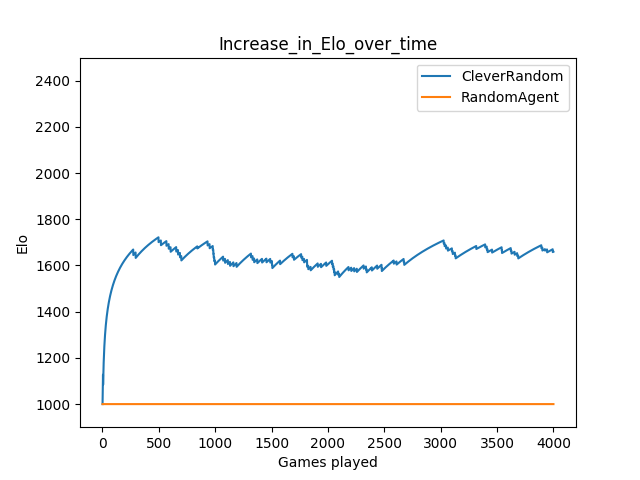 Increase_in_Elo_over_time
CleverRandom
RandomAgent
2400
2200
2000
1800
1600
1400
1200
1000
Elo
0 500 1000 1500 2000 2500 3000 3500 4000
Games played